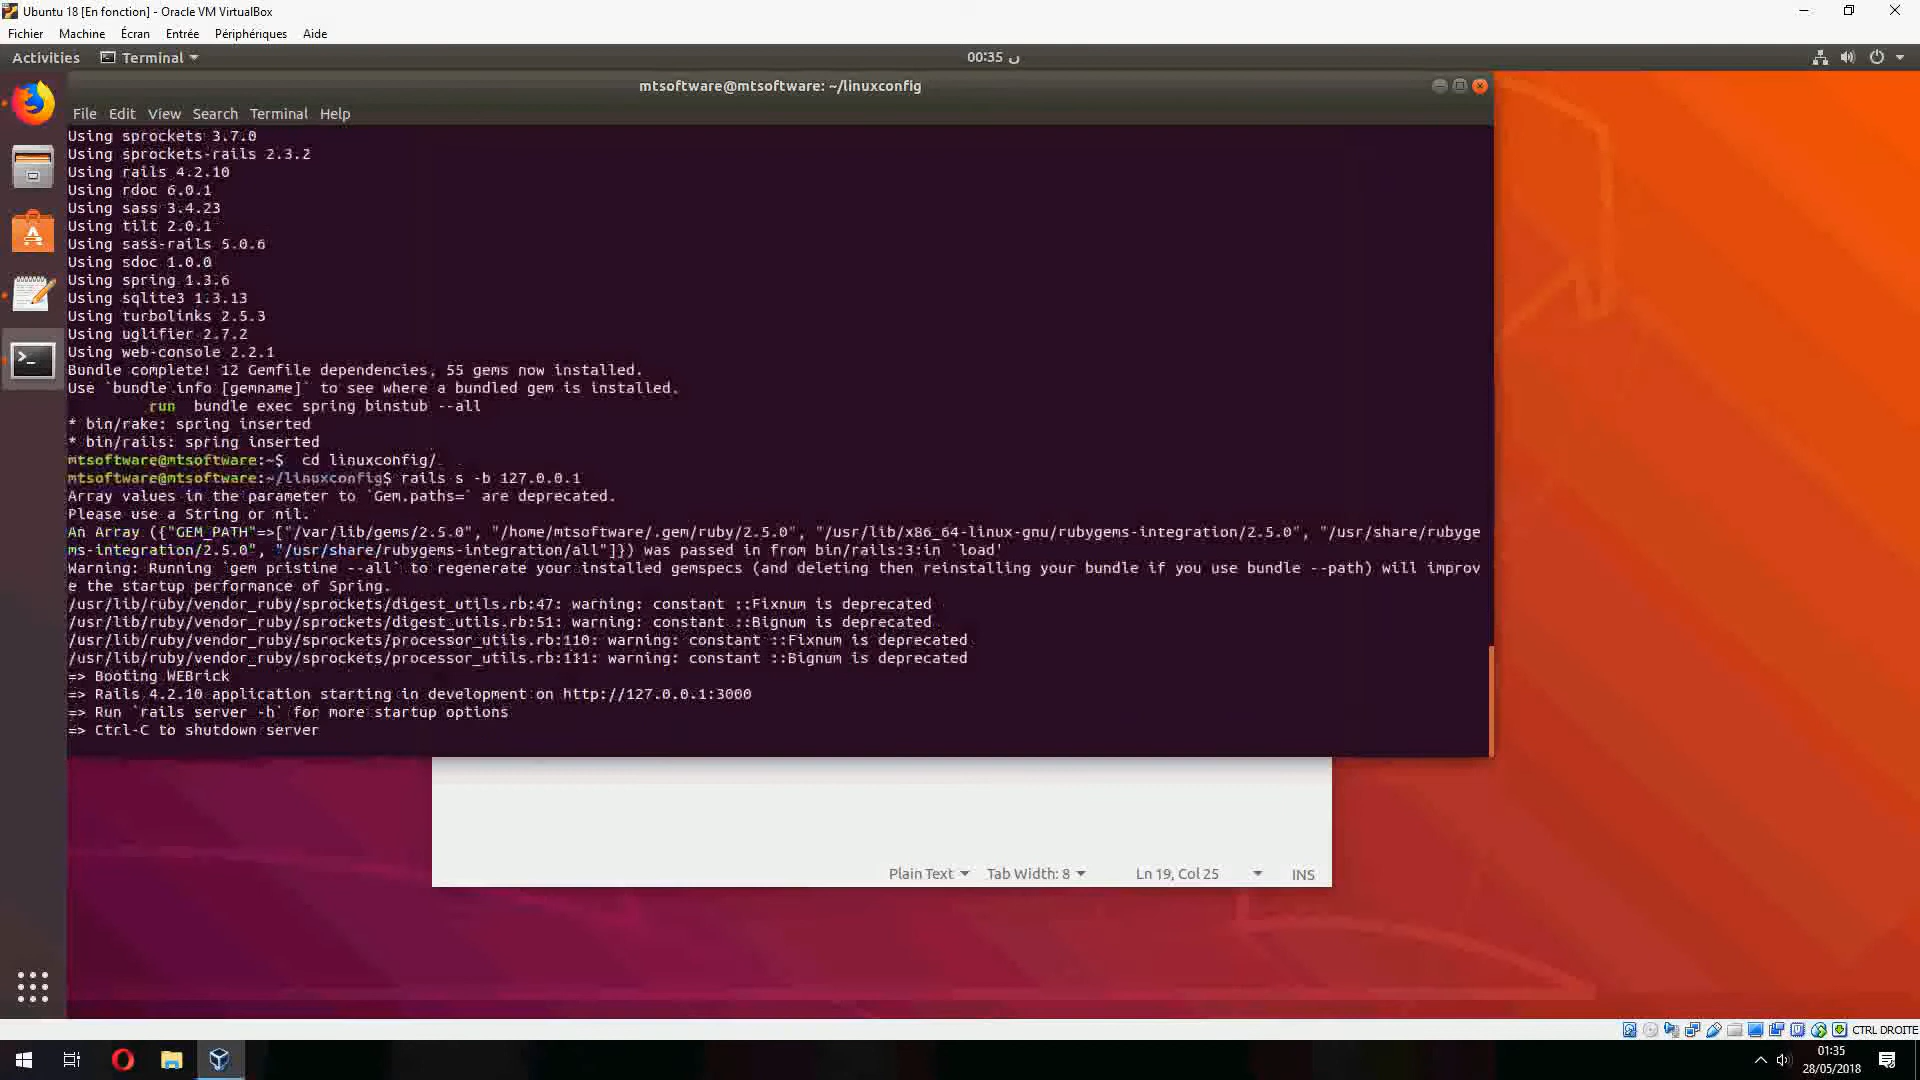 Ubuntu 18 [En fonction] - Oracle VM VirtualBox
Fichier Machine Écran Entrée Périphériques Aide
Activities Terminal 00:35 ن
mtsoftware@mtsoftware: ~/linuxconfig
File Edit View Search Terminal Help
Using sprockets 3.7.0
Using sprockets-rails 2.3.2
Using rails 4.2.10
Using rdoc 6.0.1
Using sass 3.4.23
Using tilt 2.0.1
Using sass-rails 5.0.6
Using sdoc 1.0.0
Using spring 1.3.6
Using sqlite3 1.3.13
Using turbolinks 2.5.3
Using uglifier 2.7.2
Using web-console 2.2.1
Bundle complete! 12 Gemfile dependencies, 55 gems now installed.
Use `bundle info [gemname]` to see where a bundled gem is installed.
run bundle exec spring binstub --all
* bin/rake: spring inserted
* bin/rails: spring inserted
mtsoftware@mtsoftware:~$ cd linuxconfig/
mtsoftware@mtsoftware:~/linuxconfig$ rails s -b 127.0.0.1
Array values in the parameter to `Gem.paths=` are deprecated.
Please use a String or nil.
An Array ({"GEM_PATH"=>["/var/lib/gems/2.5.0", "/home/mtsoftware/.gem/ruby/2.5.0", "/usr/lib/x86_64-linux-gnu/rubygems-integration/2.5.0", "/usr/share/rubyge
ms-integration/2.5.0", "/usr/share/rubygems-integration/all"]}) was passed in from bin/rails:3:in `load'
Warning: Running `gem pristine --all` to regenerate your installed gemspecs (and deleting then reinstalling your bundle if you use bundle --path) will improv
e the startup performance of Spring.
/usr/lib/ruby/vendor_ruby/sprockets/digest_utils.rb:47: warning: constant ::Fixnum is deprecated
/usr/lib/ruby/vendor_ruby/sprockets/digest_utils.rb:51: warning: constant ::Bignum is deprecated
/usr/lib/ruby/vendor_ruby/sprockets/processor_utils.rb:110: warning: constant ::Fixnum is deprecated
/usr/lib/ruby/vendor_ruby/sprockets/processor_utils.rb:111: warning: constant ::Bignum is deprecated
=> Booting WEBrick
=> Rails 4.2.10 application starting in development on http://127.0.0.1:3000
=> Run `rails server -h` for more startup options
=> Ctrl-C to shutdown server
Plain Text Tab Width: 8 Ln 19, Col 25 INS
CTRL DROITE
01:35
28/05/2018